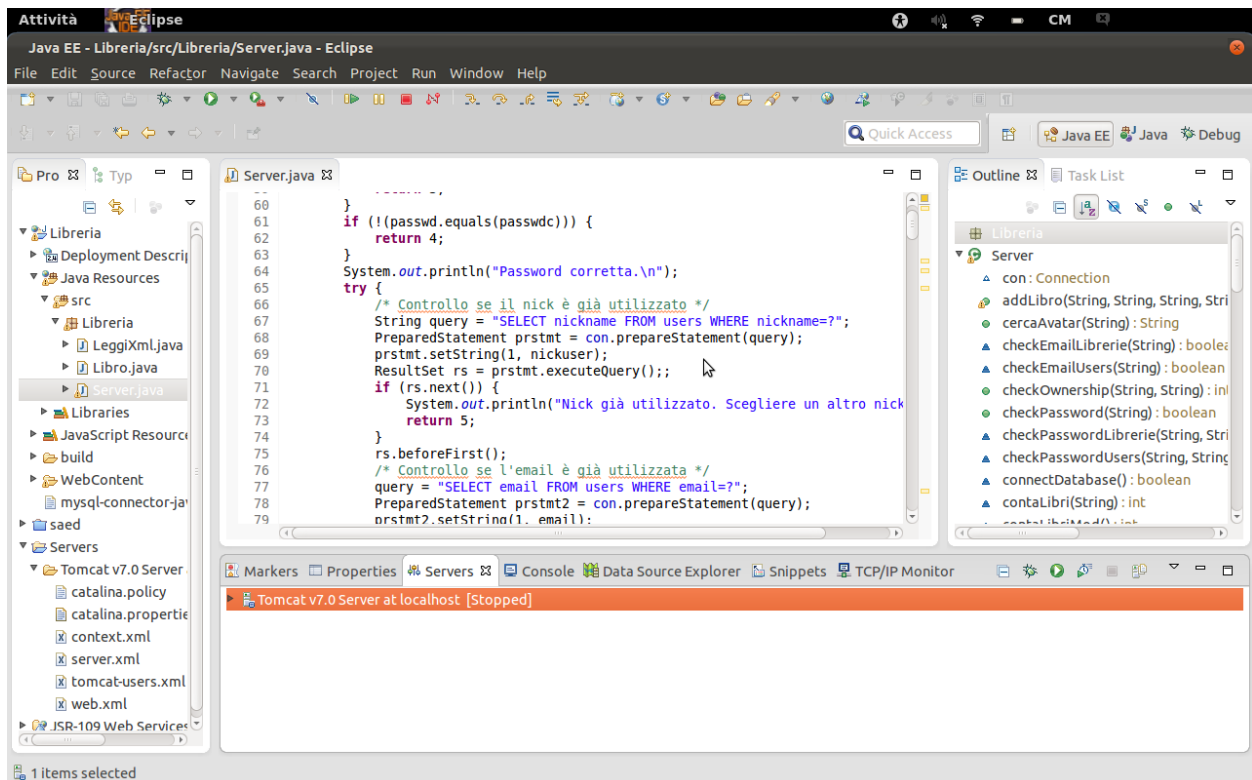 Attività Eclipse CM
Java EE - Libreria/src/Libreria/Server.java - Eclipse
File Edit Source Refactor Navigate Search Project Run Window Help
Quick Access Java EE Java Debug
Pro Typ
Libreria
Deployment Descrip
Java Resources
src
Libreria
LeggiXml.java
Libro.java
Server.java
Libraries
JavaScript Resource
build
WebContent
mysql-connector-jav
saed
Servers
Tomcat v7.0 Server
catalina.policy
catalina.propertie
context.xml
server.xml
tomcat-users.xml
web.xml
JSR-109 Web Services
Server.java
60 }
61 if (!(passwd.equals(passwdc))) {
62 return 4;
63 }
64 System.out.println("Password corretta.\n");
65 try {
66 /* Controllo se il nick è già utilizzato */
67 String query = "SELECT nickname FROM users WHERE nickname=?";
68 PreparedStatement prstmt = con.prepareStatement(query);
69 prstmt.setString(1, nickuser);
70 ResultSet rs = prstmt.executeQuery();;
71 if (rs.next()) {
72 System.out.println("Nick già utilizzato. Scegliere un altro nick
73 return 5;
74 }
75 rs.beforeFirst();
76 /* Controllo se l'email è già utilizzata */
77 query = "SELECT email FROM users WHERE email=?";
78 PreparedStatement prstmt2 = con.prepareStatement(query);
79 prstmt2.setString(1, email);
Outline Task List
Libreria
Server
con : Connection
addLibro(String, String, String, Stri
cercaAvatar(String) : String
checkEmailLibrerie(String) : boolea
checkEmailUsers(String) : boolean
checkOwnership(String) : int
checkPassword(String) : boolean
checkPasswordLibrerie(String, Stri
checkPasswordUsers(String, String
connectDatabase() : boolean
contaLibri(String) : int
contaLibriMod() : int
Markers Properties Servers Console Data Source Explorer Snippets TCP/IP Monitor
Tomcat v7.0 Server at localhost [Stopped]
1 items selected